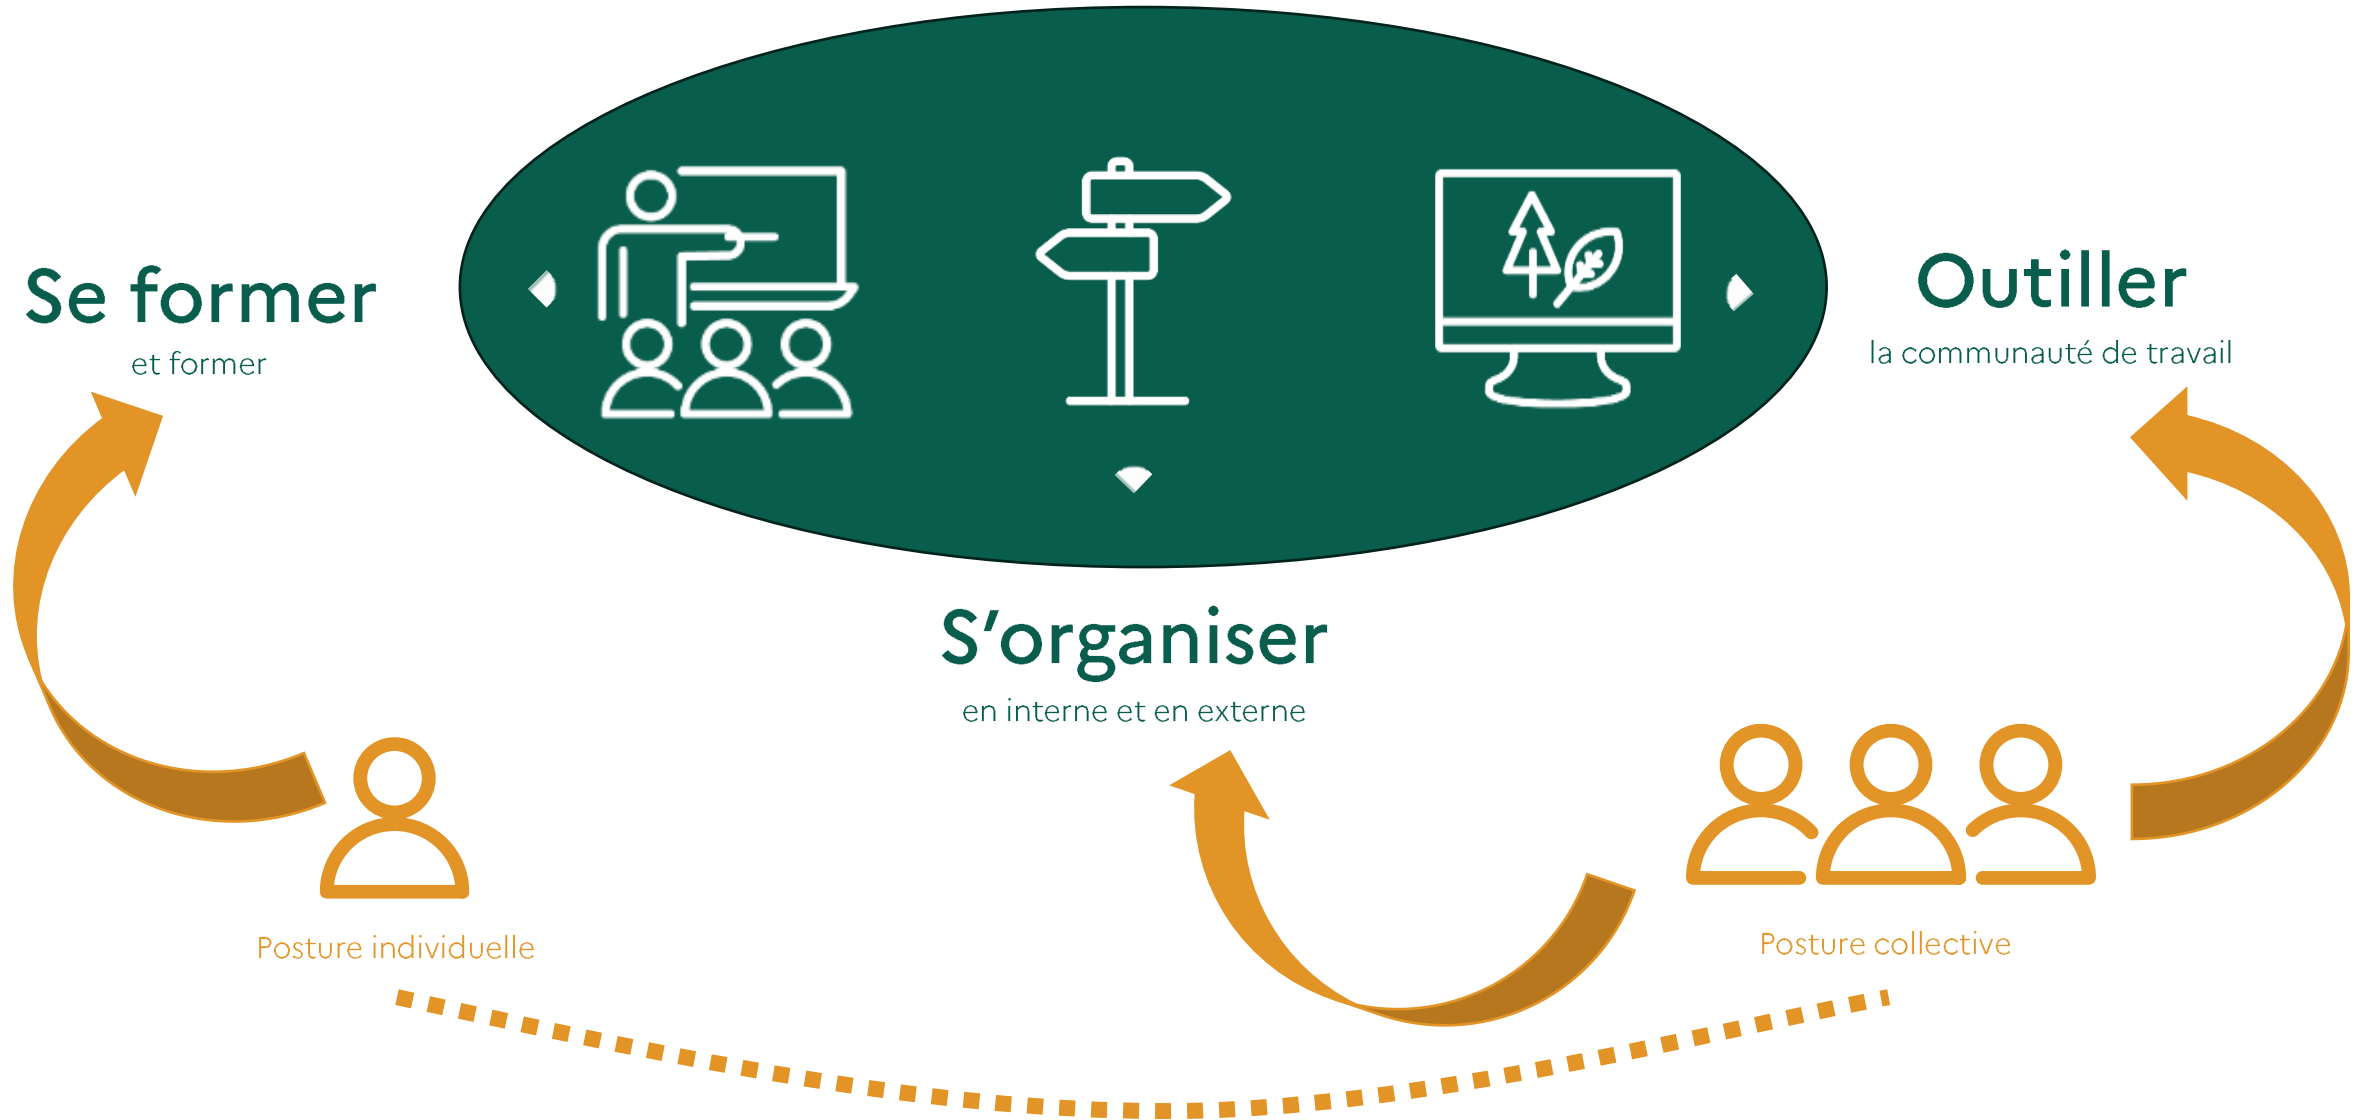 Se former
et former
Outiller
la communauté de travail
S’organiser
en interne et en externe
Posture individuelle
Posture collective